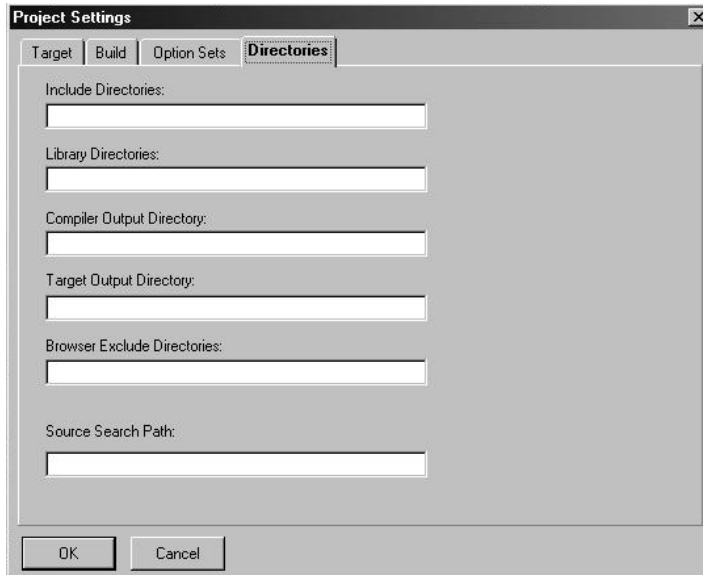 Project Settings
Target Build Option Sets Directories
Include Directories:
Library Directories:
Compiler Output Directory:
Target Output Directory:
Browser Exclude Directories:
Source Search Path:
OK Cancel